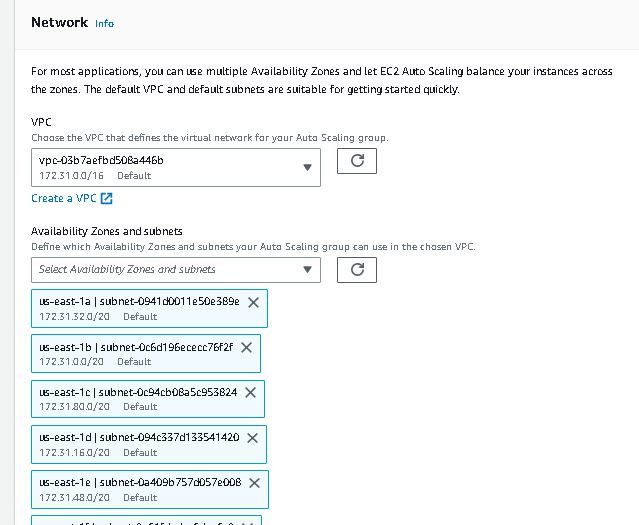 Network Info
For most applications, you can use multiple Availability Zones and let EC2 Auto Scaling balance your instances across
the zones. The default VPC and default subnets are suitable for getting started quickly.
VPC
Choose the VPC that defines the virtual network for your Auto Scaling group.
vpc-03b7aefbd508a446b
172.31.0.0/16 Default
Create a VPC
Availability Zones and subnets
Define which Availability Zones and subnets your Auto Scaling group can use in the chosen VPC.
Select Availability Zones and subnets
us-east-1a | subnet-0941d0011e50e389e
172.31.32.0/20 Default
us-east-1b | subnet-0c6d196ececc76f2f
172.31.0.0/20 Default
us-east-1c | subnet-0c94cb08a5c953824
172.31.80.0/20 Default
us-east-1d | subnet-094c337d133541420
172.31.16.0/20 Default
us-east-1e | subnet-0a409b757d057e008
172.31.48.0/20 Default